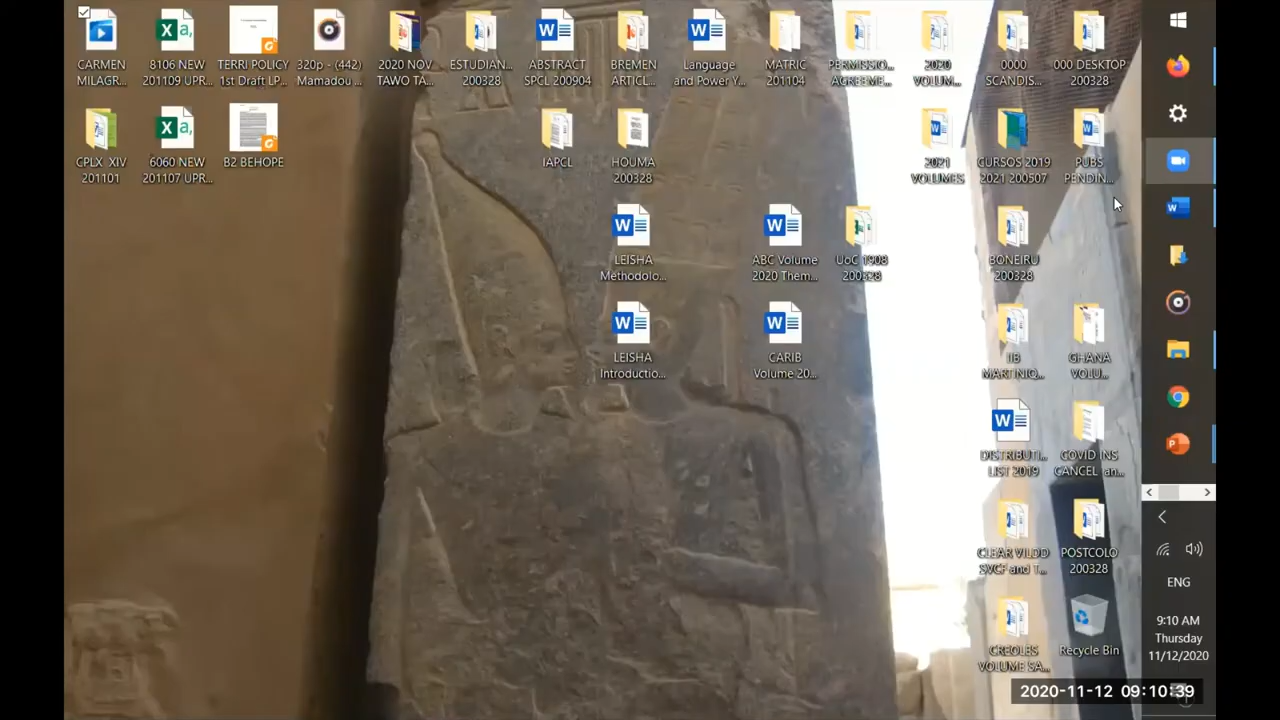 CARMEN
MILAGR...
8106 NEW
201109 UPR...
TERRI POLICY
1st Draft LP...
320p - (442)
Mamadou ...
2020 NOV
TAWO TA...
ESTUDIAN...
200328
ABSTRACT
SPCL 200904
BREMEN
ARTICL...
Language
and Power Y...
MATRIC
201104
PERMISSIO...
AGREEME...
2020
VOLUM...
0000
SCANDIS...
000 DESKTOP
200328
CPLX XIV
201101
6060 NEW
201107 UPR...
B2 BEHOPE
IAPCL
HOUMA
200328
2021
VOLUMES
CURSOS 2019
2021 200507
PUBS
PENDIN...
LEISHA
Methodolo...
ABC Volume
2020 Them...
UoC 1908
200328
BONEIRU
200328
LEISHA
Introductio...
CARIB
Volume 20...
IIB
MARTINIQ...
GHANA
VOLU...
DISTRIBUTI...
LIST 2019
COVID INS
CANCEL an...
CLEAR VILDO
SVCF and T...
POSTCOLO
200328
CREOLES
VOLUME SA...
Recycle Bin
ENG
9:10 AM
Thursday
11/12/2020
2020-11-12 09:10:39